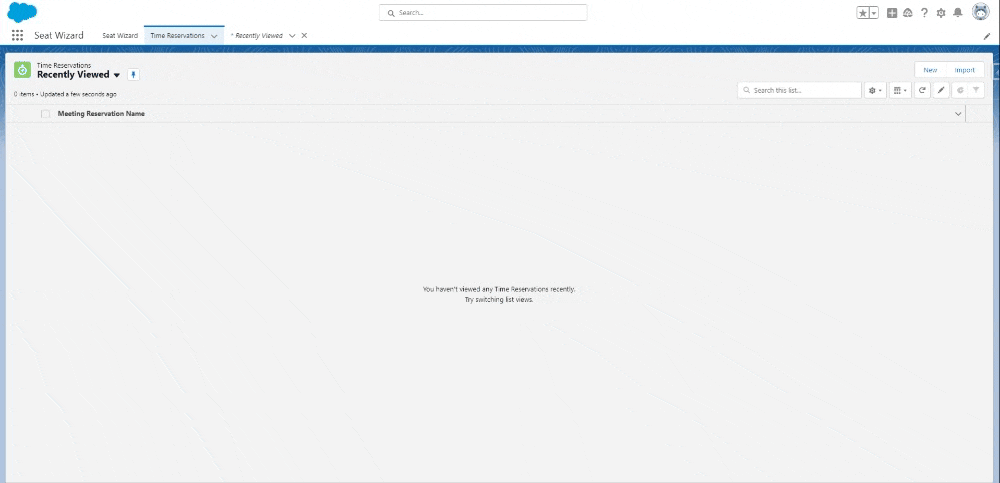 Search...
Seat Wizard
Seat Wizard
Time Reservations
* Recently Viewed
Time Reservations
Recently Viewed
New
Import
0 items • Updated a few seconds ago
Search this list...
Meeting Reservation Name
You haven't viewed any Time Reservations recently.
Try switching list views.